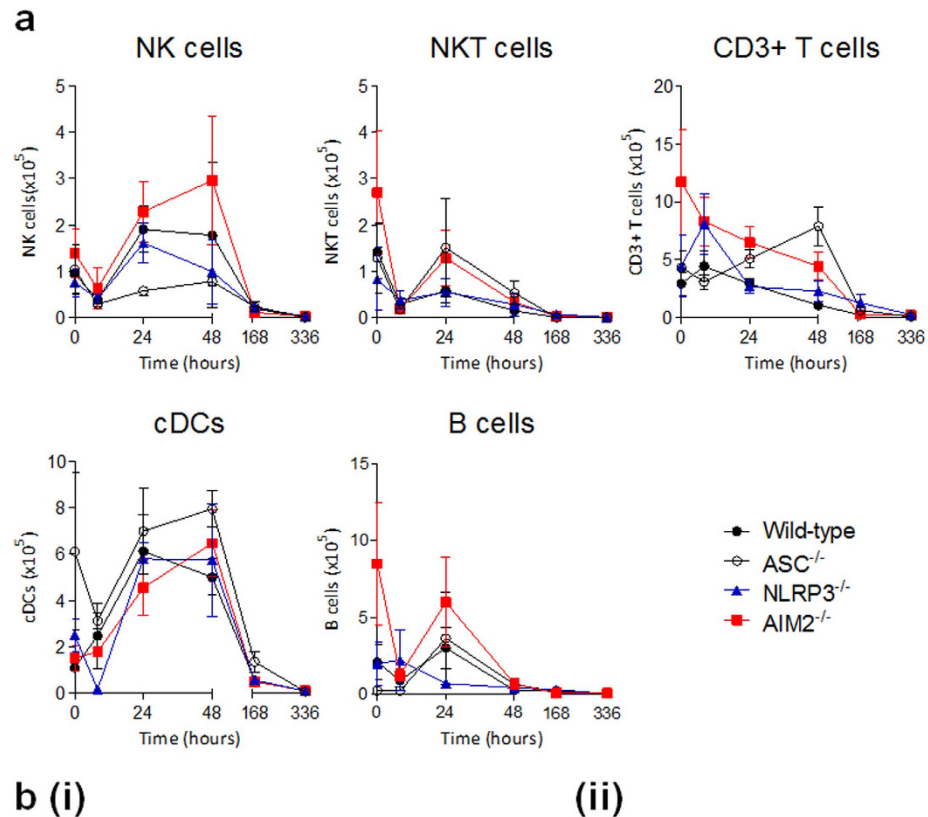 a
NK cells
NK cells(x10⁵)
5
4
3
2
1
0
0 24 48 168 336
Time (hours)
NKT cells
NKT cells (x10⁵)
5
4
3
2
1
0
0 24 48 168 336
Time (hours)
CD3+ T cells
CD3+ T cells (x10⁵)
20
15
10
5
0
0 24 48 168 336
Time (hours)
cDCs
cDCs (x10⁵)
10
8
6
4
2
0
0 24 48 168 336
Time (hours)
B cells
B cells (x10⁵)
15
10
5
0
0 24 48 168 336
Time (hours)
Wild-type
ASC⁻/⁻
NLRP3⁻/⁻
AIM2⁻/⁻
b (i) (ii)